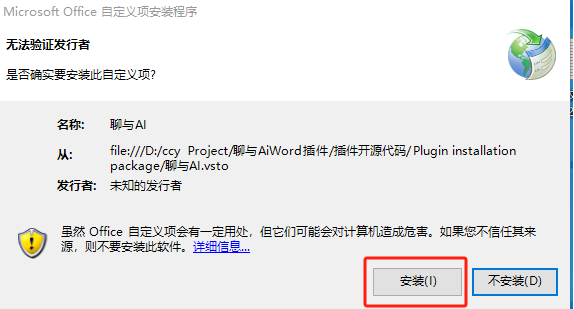 Microsoft Office 自定义项安装程序
无法验证发行者
是否确实要安装此自定义项?
名称: 聊与AI
从: file:///D:/ccy Project/聊与AiWord插件/插件开源代码/Plugin installation
package/聊与AI.vsto
发行者: 未知的发行者
虽然 Office 自定义项会有一定用处，但它们可能会对计算机造成危害。如果您不信任其来
源，则不要安装此软件。详细信息...
安装(I) 不安装(D)